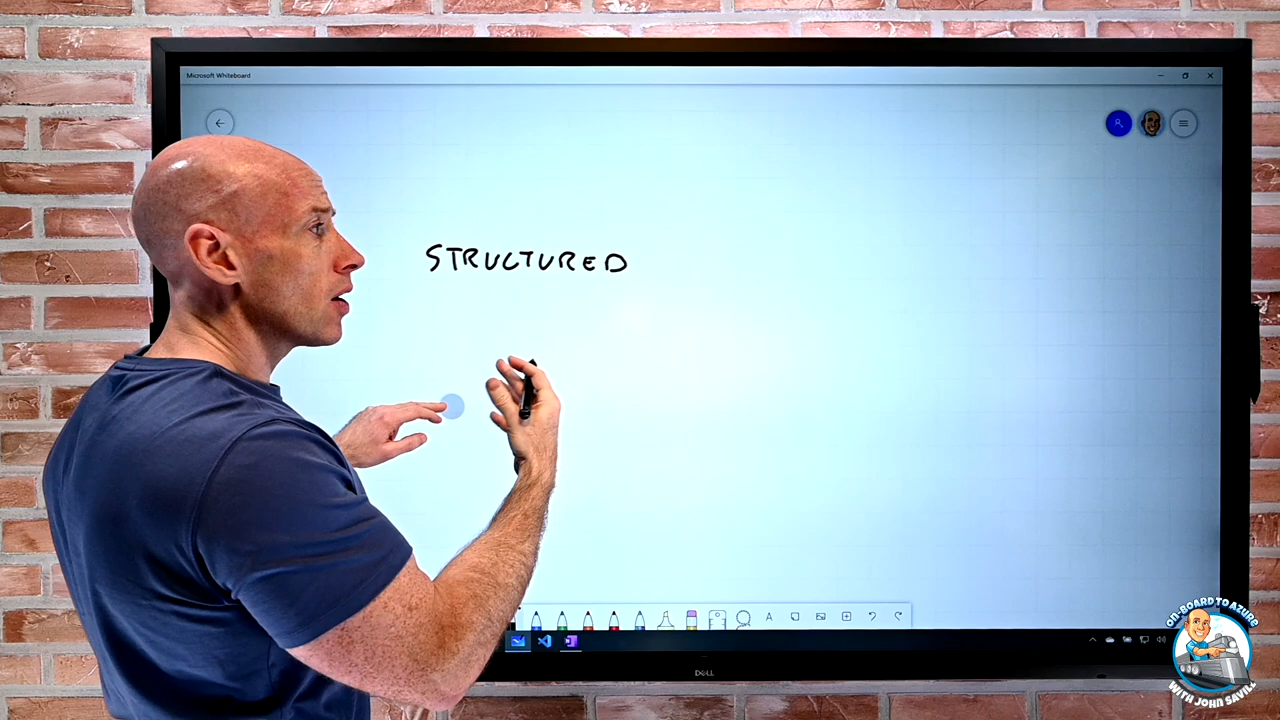 Microsoft Whiteboard
STRUCTURED
DELL
ON-BOARD TO AZURE
WITH JOHN SAVILL